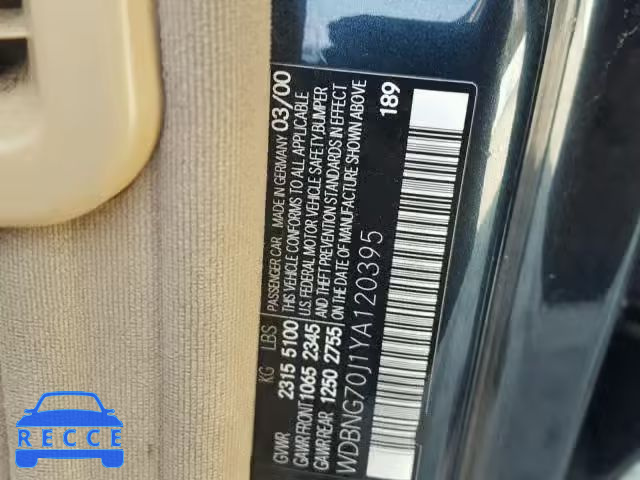 PASSENGER CAR MADE IN GERMANY 03/00
THIS VEHICLE CONFORMS TO ALL APPLICABLE
U.S. FEDERAL MOTOR VEHICLE SAFETY, BUMPER
AND THEFT PREVENTION STANDARDS IN EFFECT
ON THE DATE OF MANUFACTURE SHOWN ABOVE
KG LBS
GVWR 2315 5100
GAWR FRONT 1065 2345
GAWR REAR 1250 2755
WDBNG70J1YA120395
189
RECCE